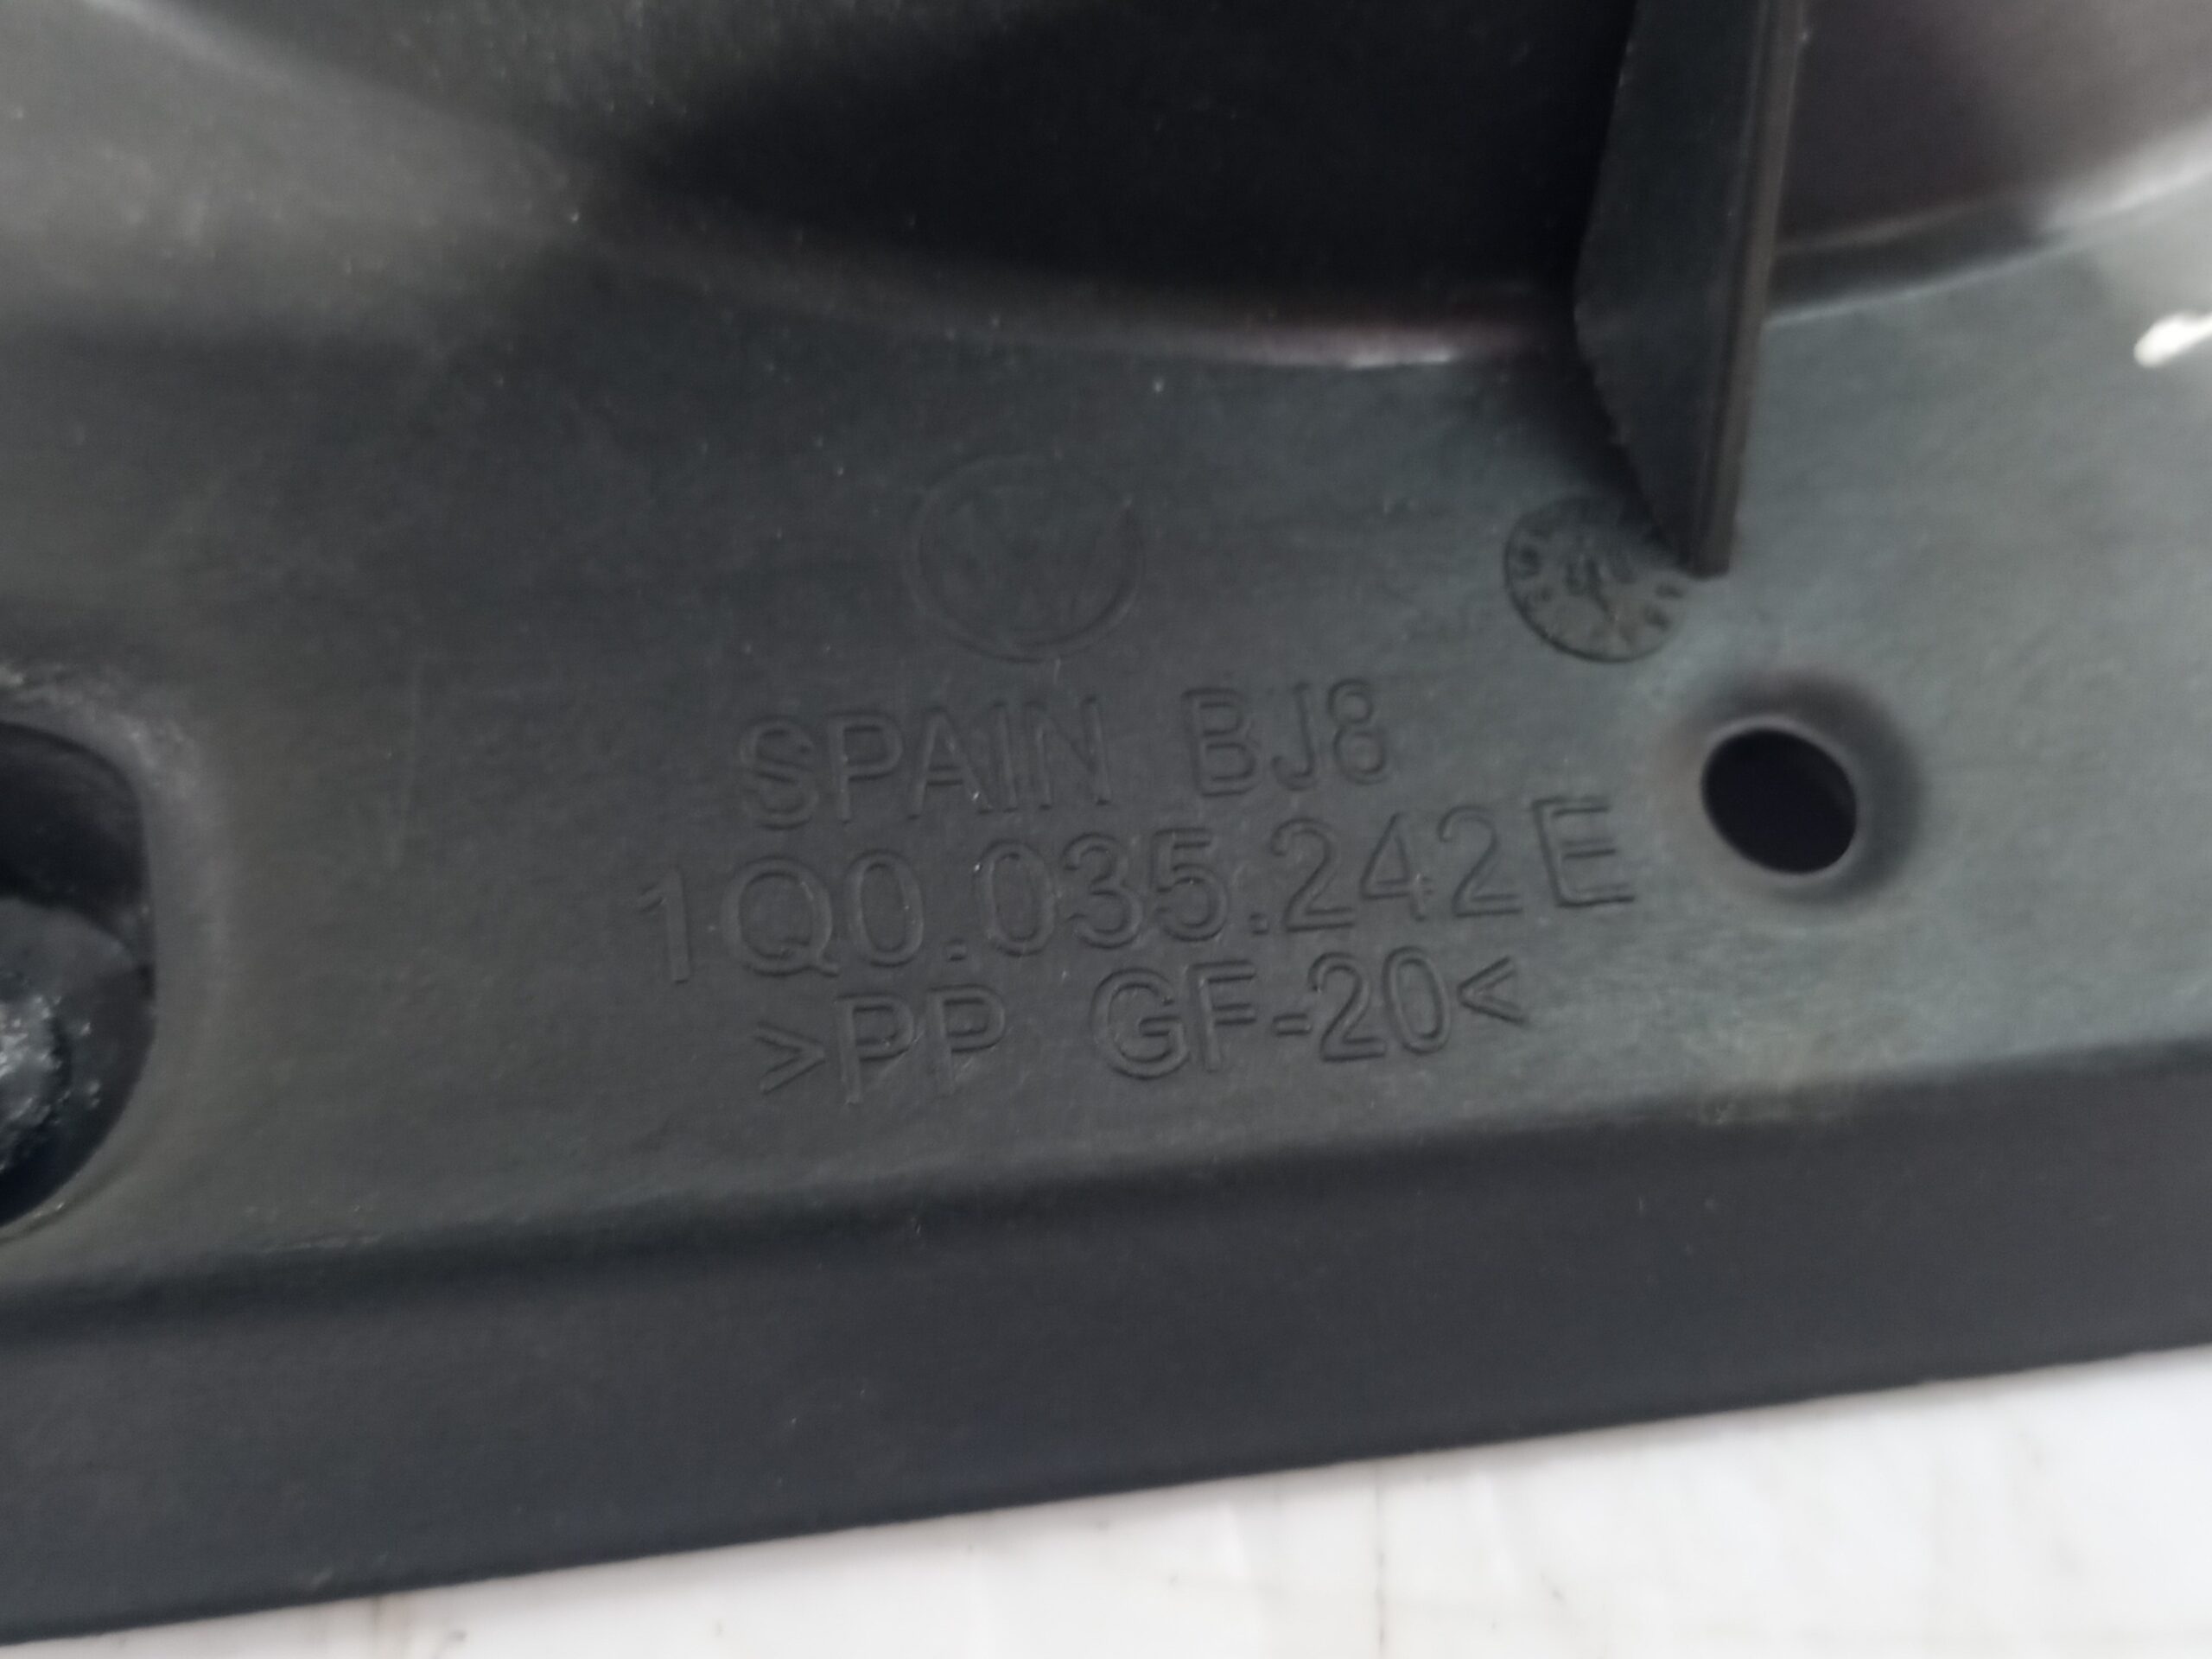 SPAIN BJ8
1Q0.035.242E
>PP GF-20<